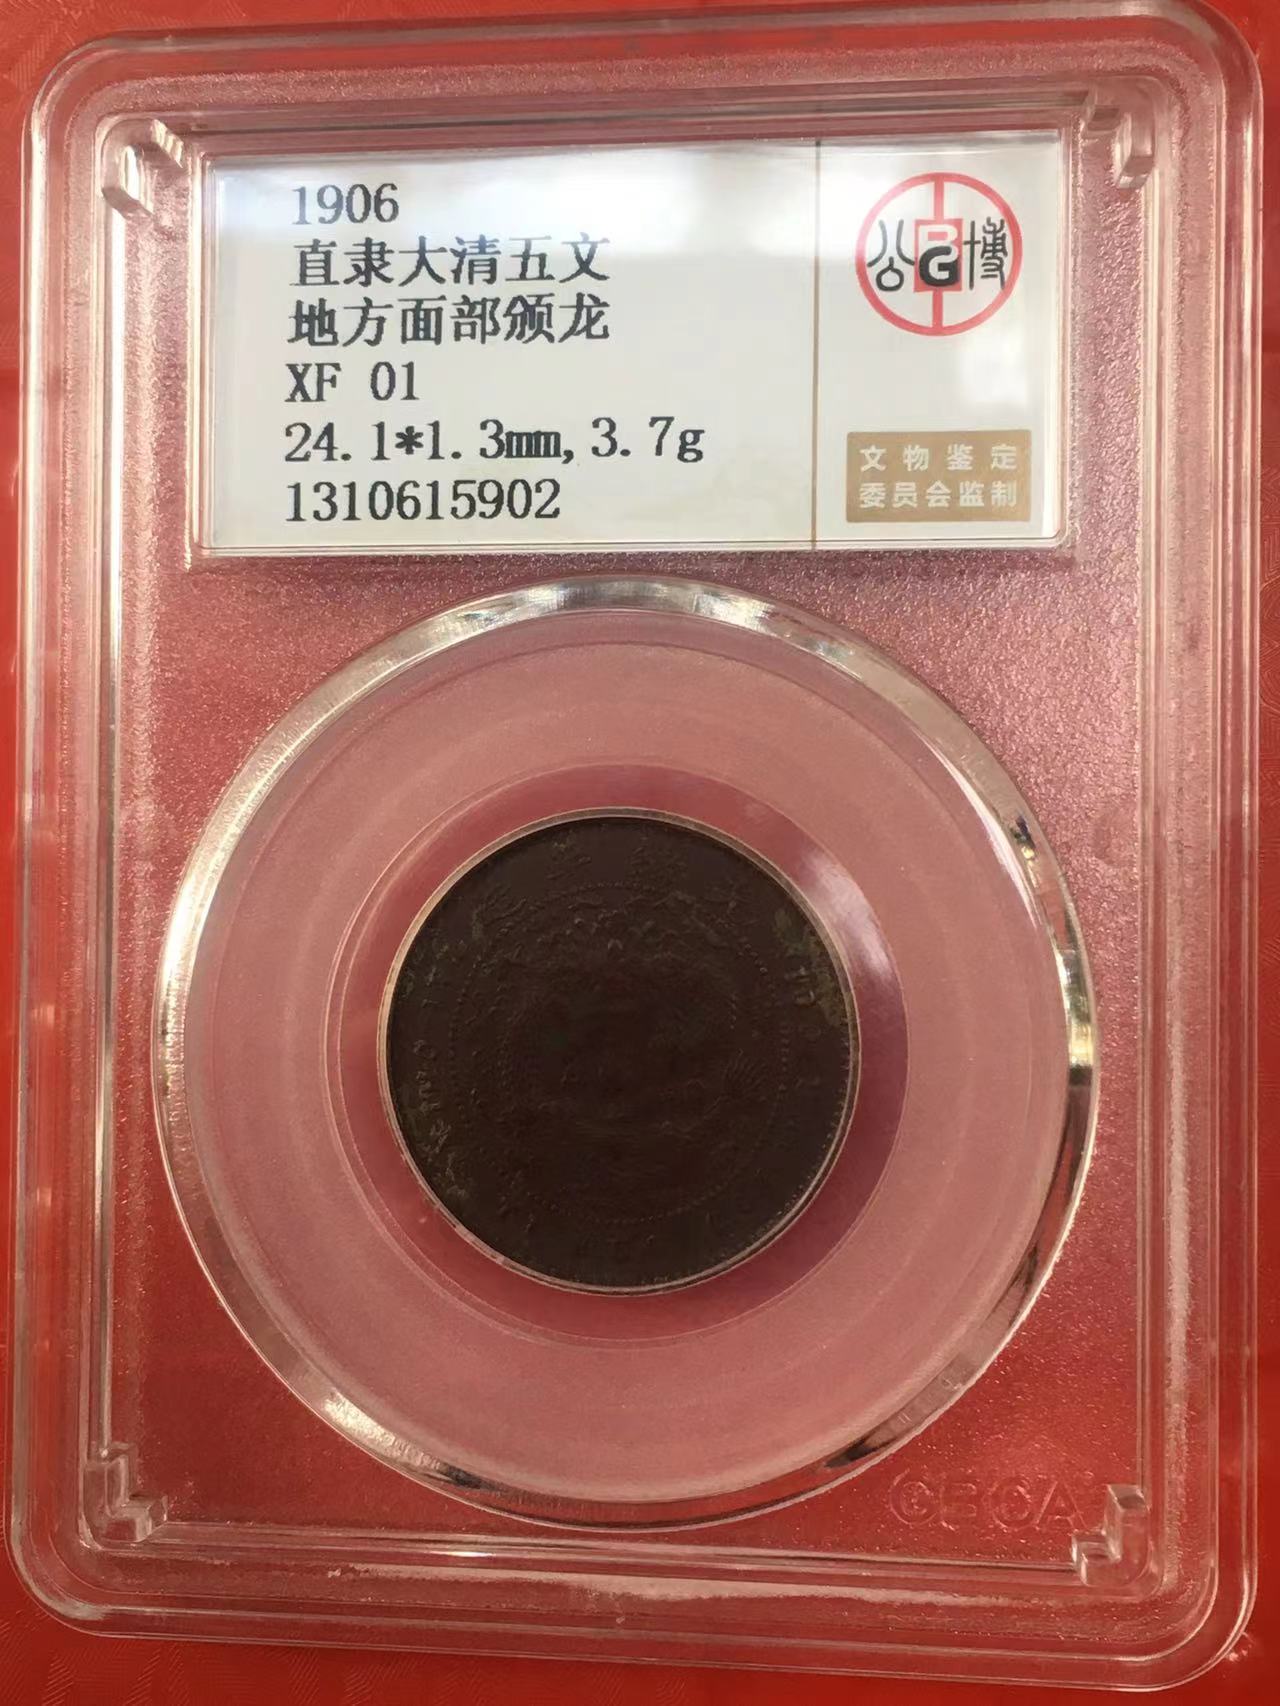 1906
直隶大清五文
地方面部颁龙
XF 01
24.1*1.3mm,3.7g
1310615902
公 BG 博
文物鉴定
委员会监制
GBCA